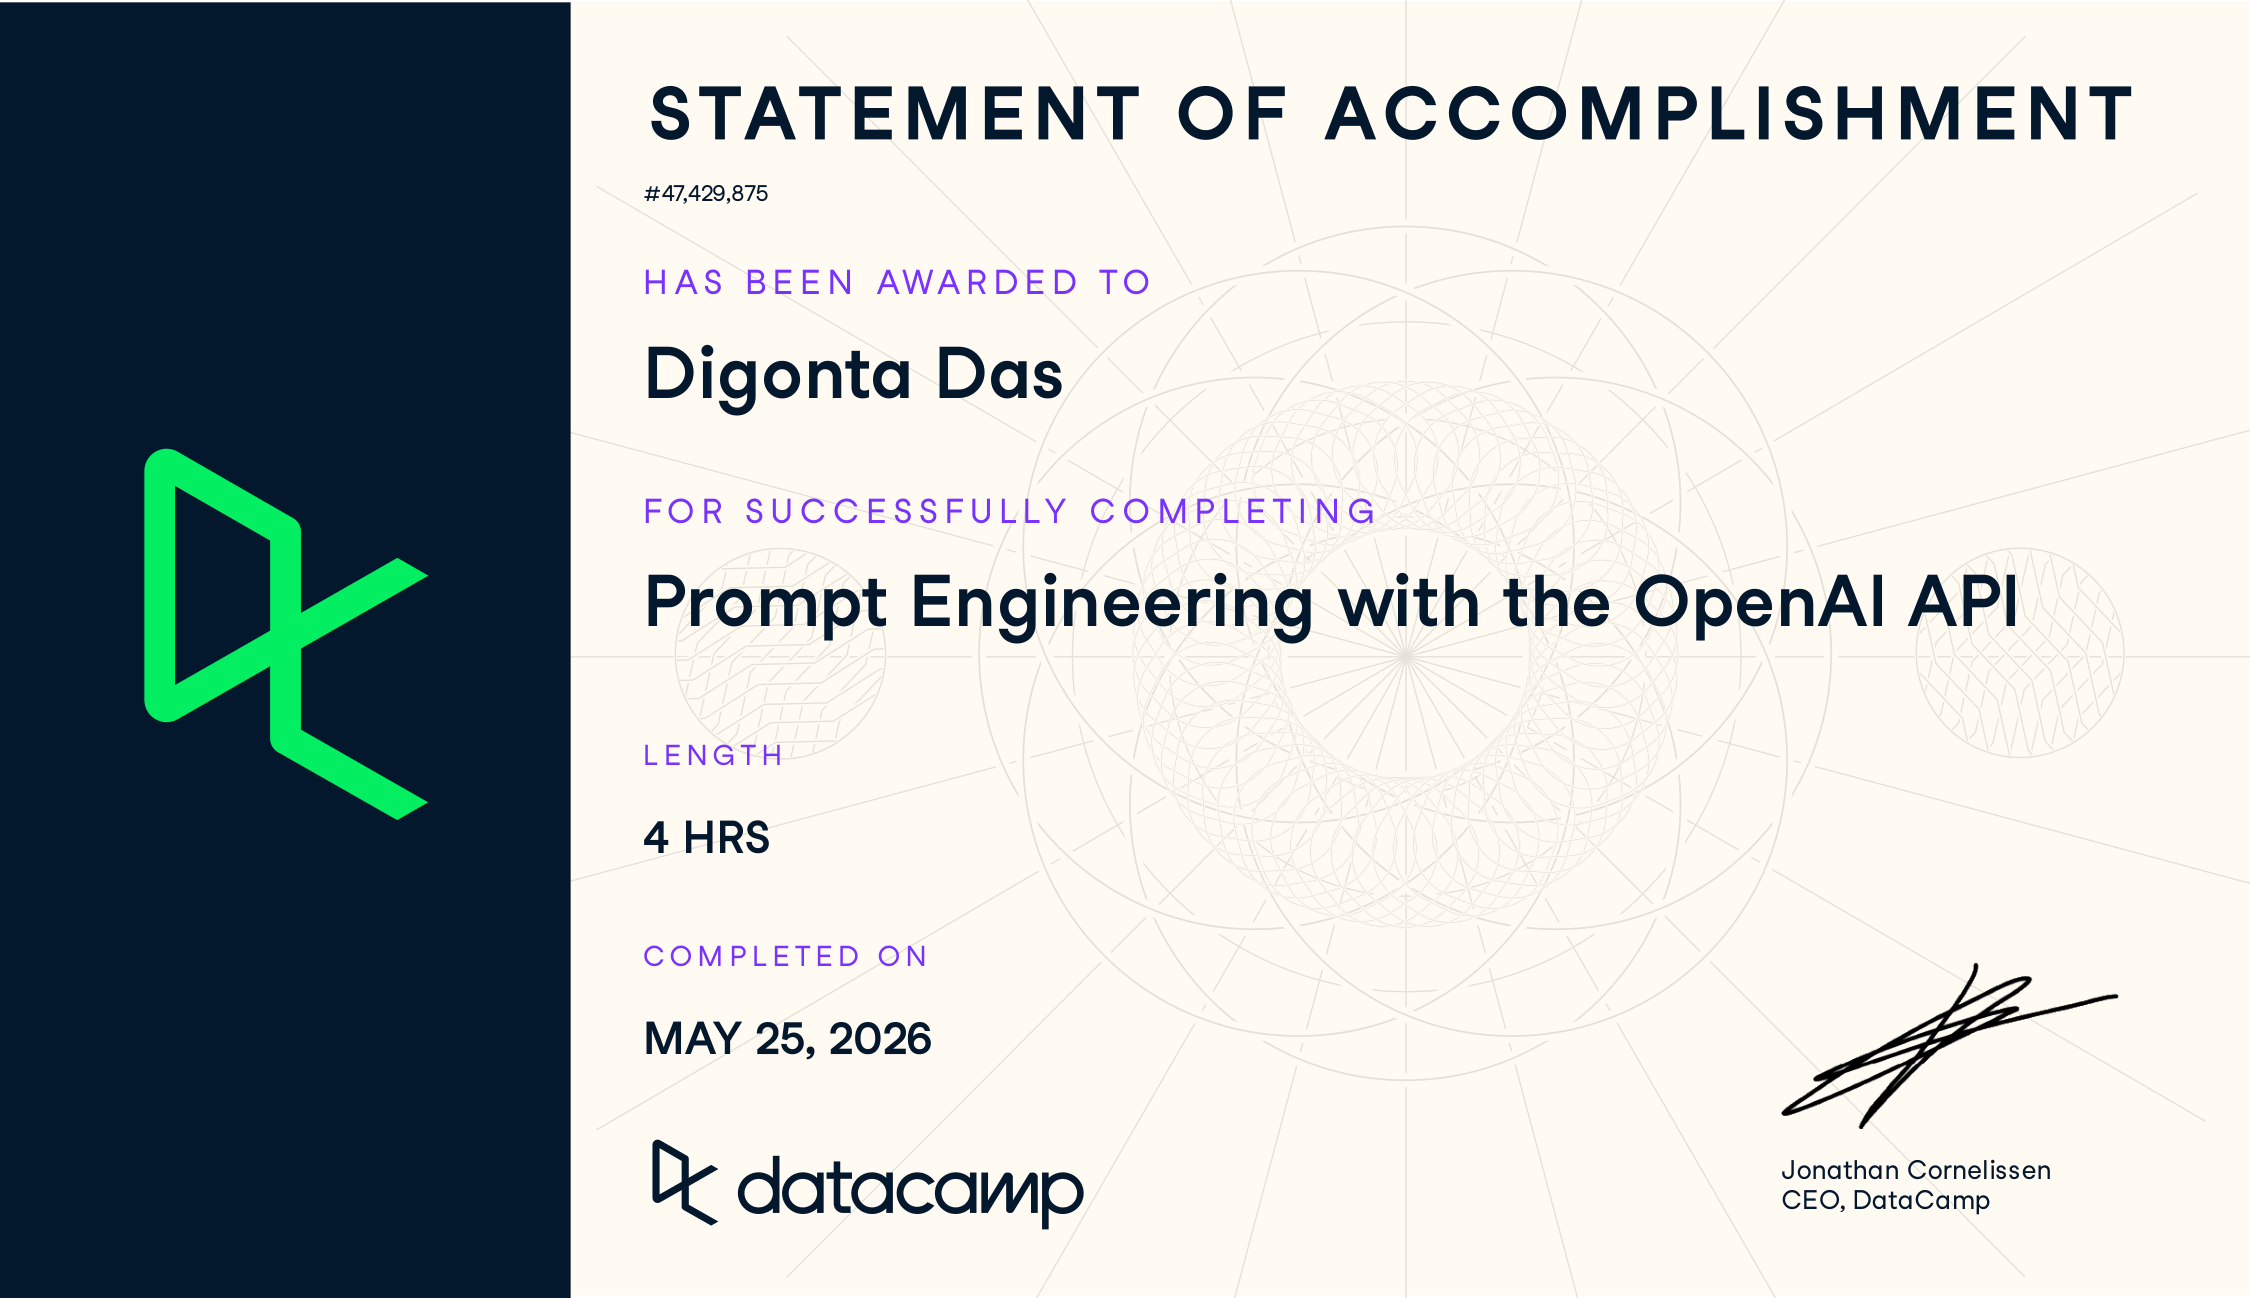 STATEMENT OF ACCOMPLISHMENT
#47,429,875
HAS BEEN AWARDED TO
Digonta Das
FOR SUCCESSFULLY COMPLETING
Prompt Engineering with the OpenAI API
LENGTH
4 HRS
COMPLETED ON
MAY 25, 2026
datacamp
Jonathan Cornelissen
CEO, DataCamp